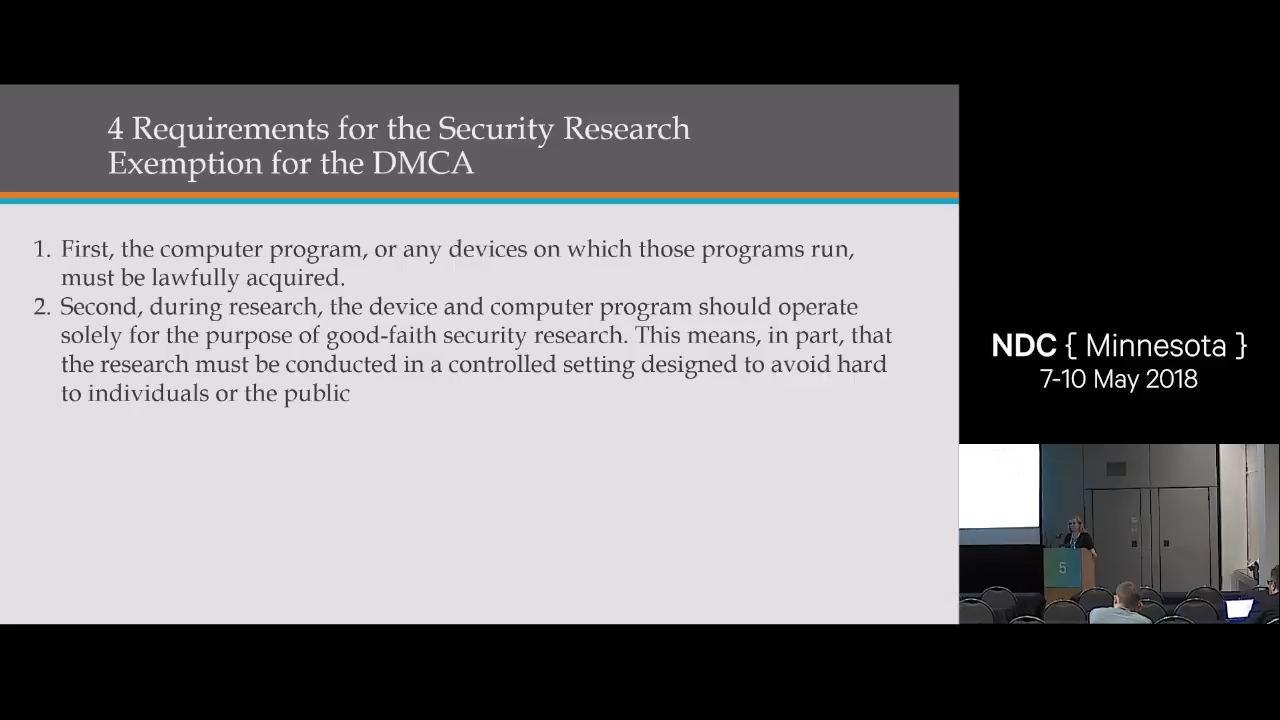 4 Requirements for the Security Research
Exemption for the DMCA
1. First, the computer program, or any devices on which those programs run,
must be lawfully acquired.
2. Second, during research, the device and computer program should operate
solely for the purpose of good-faith security research. This means, in part, that
the research must be conducted in a controlled setting designed to avoid hard
to individuals or the public
NDC { Minnesota }
7-10 May 2018
5